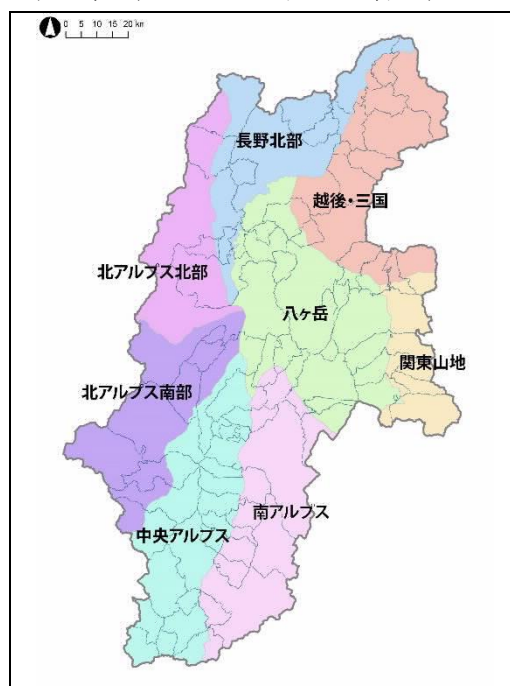 0 5 10 15 20 km
長野北部
越後・三国
北アルプス北部
八ヶ岳
関東山地
北アルプス南部
南アルプス
中央アルプス